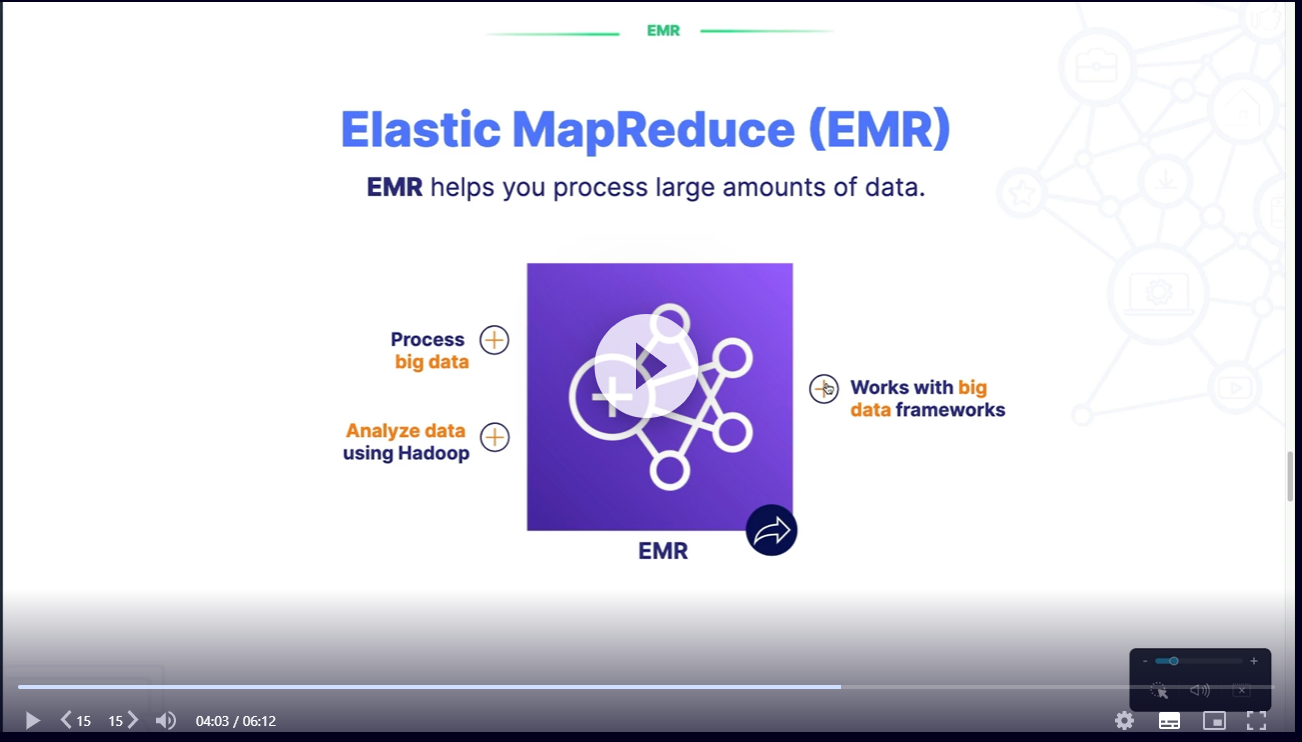 EMR
Elastic MapReduce (EMR)
EMR helps you process large amounts of data.
Process
big data
Analyze data
using Hadoop
Works with big
data frameworks
EMR
15
15
04:03 / 06:12